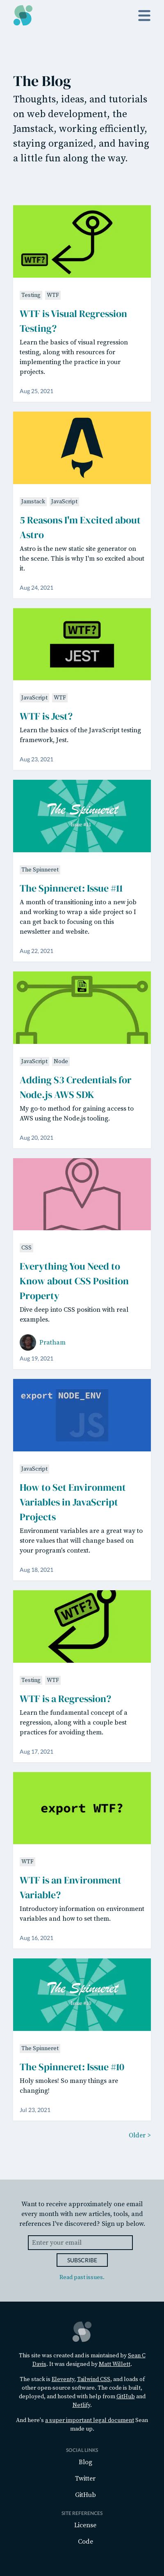 The Blog
Thoughts, ideas, and tutorials
on web development, the
Jamstack, working efficiently,
staying organized, and having
a little fun along the way.
WTF?
Testing WTF
WTF is Visual Regression
Testing?
Learn the basics of visual regression
testing, along with resources for
implementing the practice in your
projects.
Aug 25, 2021
Jamstack JavaScript
5 Reasons I'm Excited about
Astro
Astro is the new static site generator on
the scene. This is why I'm so excited about
it.
Aug 24, 2021
WTF?
JEST
JavaScript WTF
WTF is Jest?
Learn the basics of the JavaScript testing
framework, Jest.
Aug 23, 2021
The Spinneret
The Spinneret
The Spinneret: Issue #11
A month of transitioning into a new job
and working to wrap a side project so I
can get back to focusing on this
newsletter and website.
Aug 22, 2021
JavaScript Node
Adding S3 Credentials for
Node.js AWS SDK
My go-to method for gaining access to
AWS using the Node.js tooling.
Aug 20, 2021
CSS
Everything You Need to
Know about CSS Position
Property
Dive deep into CSS position with real
examples.
Pratham
Aug 19, 2021
export NODE_ENV
JS
JavaScript
How to Set Environment
Variables in JavaScript
Projects
Environment variables are a great way to
store values that will change based on
your program's context.
Aug 18, 2021
WTF?
Testing WTF
WTF is a Regression?
Learn the fundamental concept of a
regression, along with a couple best
practices for avoiding them.
Aug 17, 2021
export WTF?
WTF
WTF is an Environment
Variable?
Introductory information on environment
variables and how to set them.
Aug 16, 2021
The Spinneret
The Spinneret
The Spinneret: Issue #10
Holy smokes! So many things are
changing!
Jul 23, 2021
Older >
Want to receive approximately one email
every month with new articles, tools, and
references I've discovered? Sign up below.
Enter your email
SUBSCRIBE
Read past issues.
This site was created and is maintained by Sean C
Davis. It was designed by Matt Willett.
The stack is Eleventy, Tailwind CSS, and loads of
other open source software. The code is built,
deployed, and hosted with help from GitHub and
Netlify.
And here's a super important legal document Sean
made up.
SOCIAL LINKS
Blog
Twitter
GitHub
SITE REFERENCES
License
Code